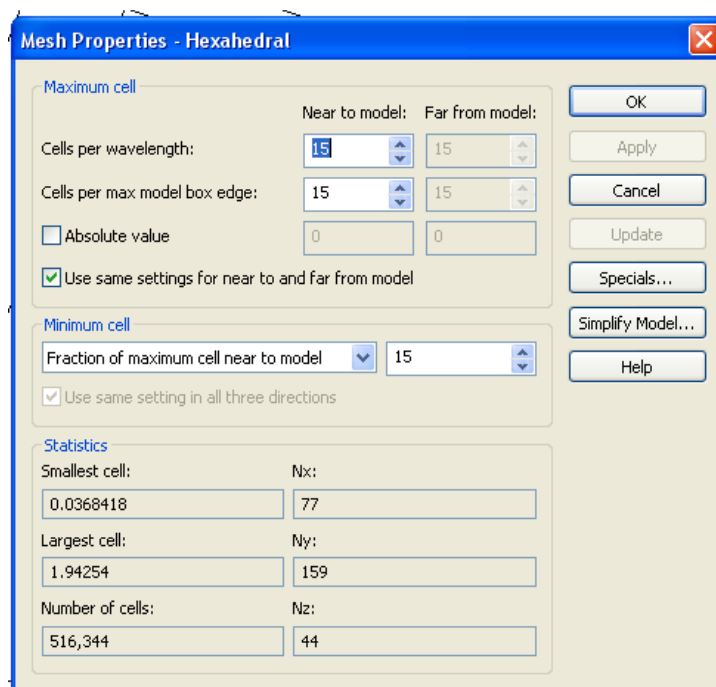 Mesh Properties - Hexahedral
Maximum cell
Near to model: Far from model:
Cells per wavelength: 15 15
Cells per max model box edge: 15 15
Absolute value 0 0
Use same settings for near to and far from model
Minimum cell
Fraction of maximum cell near to model 15
Use same setting in all three directions
Statistics
Smallest cell: Nx:
0.0368418 77
Largest cell: Ny:
1.94254 159
Number of cells: Nz:
516,344 44
OK
Apply
Cancel
Update
Specials...
Simplify Model...
Help